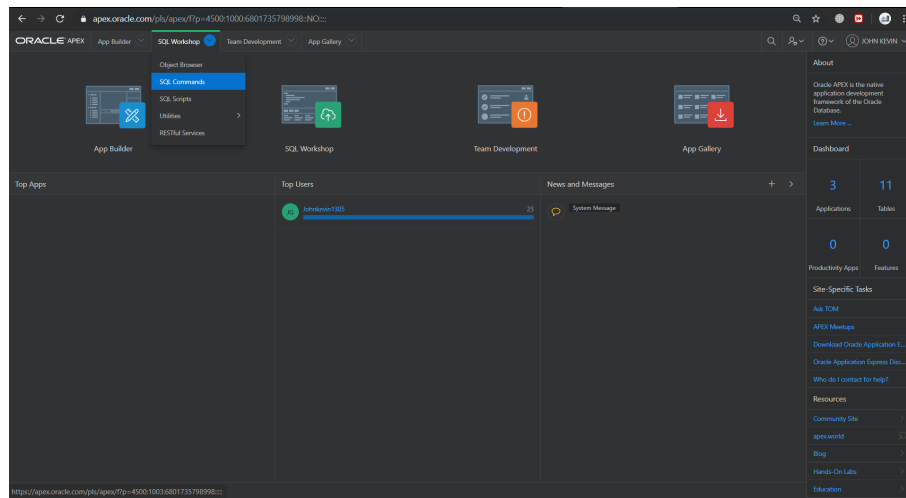 apex.oracle.com/pls/apex/f?p=4500:1000:6801735798998::NO::::
ORACLE APEX App Builder SQL Workshop Team Development App Gallery JOHN KEVIN
Object Browser
SQL Commands
SQL Scripts
Utilities
RESTful Services
App Builder SQL Workshop Team Development App Gallery
Top Apps
Top Users
JG Johnkevin1305 23
News and Messages
System Message
About
Oracle APEX is the native
application development
framework of the Oracle
Database.
Learn More ...
Dashboard
3 11
Applications Tables
0 0
Productivity Apps Features
Site-Specific Tasks
Ask TOM
APEX Meetups
Download Oracle Application E...
Oracle Application Express Disc...
Who do I contact for help?
Resources
Community Site
apex.world
Blog
Hands-On Labs
Education
https://apex.oracle.com/pls/apex/f?p=4500:1003:6801735798998::::